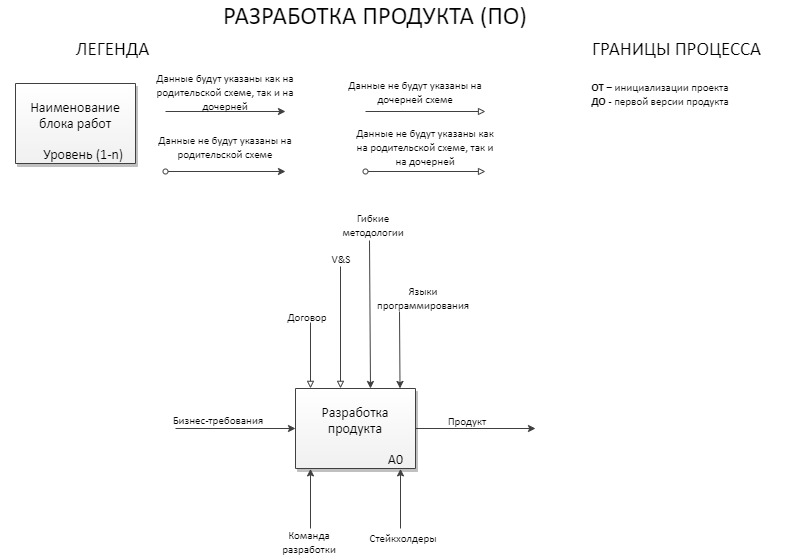 РАЗРАБОТКА ПРОДУКТА (ПО)
ЛЕГЕНДА
ГРАНИЦЫ ПРОЦЕССА
Наименование
блока работ
Уровень (1-n)
Данные будут указаны как на
родительской схеме, так и на
дочерней
Данные не будут указаны на
дочерней схеме
Данные не будут указаны на
родительской схеме
Данные не будут указаны как
на родительской схеме, так и
на дочерней
ОТ – инициализации проекта
ДО - первой версии продукта
Гибкие
методологии
V&S
Языки
программирования
Договор
Бизнес-требования
Разработка
продукта
A0
Продукт
Команда
разработки
Стейкхолдеры